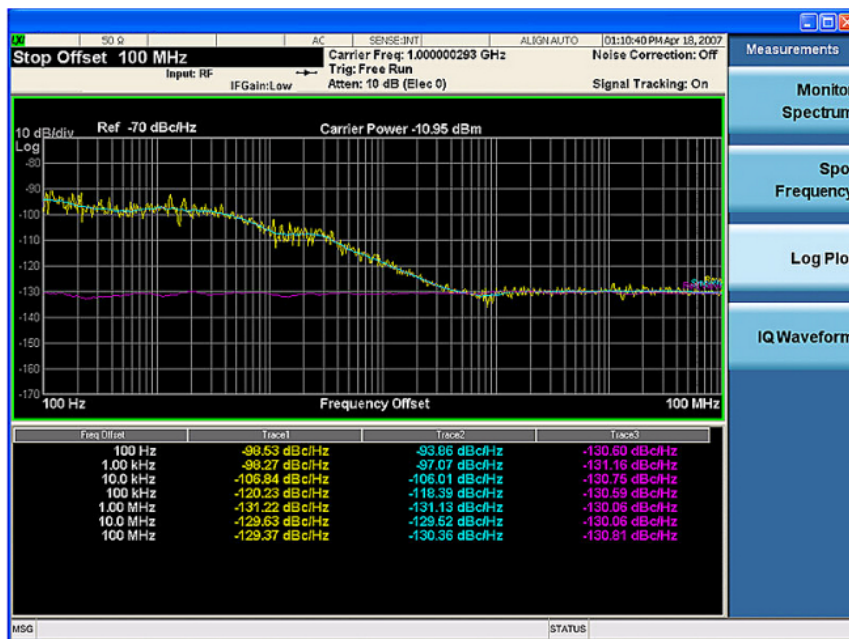 50 Ω AC SENSE:INT ALIGN AUTO 01:10:40 PM Apr 18, 2007
Stop Offset 100 MHz
Carrier Freq: 1.000000293 GHz
Noise Correction: Off
Input: RF
Trig: Free Run
IFGain:Low
Atten: 10 dB (Elec 0)
Signal Tracking: On
Measurements
Monitor
Spectrum
Spo
Frequency
Log Plo
IQ Waveform
10 dB/div
Ref -70 dBc/Hz
Carrier Power -10.95 dBm
Log
-80
-90
-100
-110
-120
-130
-140
-150
-160
-170
100 Hz
Frequency Offset
100 MHz
Freq Offset Trace1 Trace2 Trace3
100 Hz -98.53 dBc/Hz -93.86 dBc/Hz -130.60 dBc/Hz
1.00 kHz -98.27 dBc/Hz -97.07 dBc/Hz -131.16 dBc/Hz
10.0 kHz -106.84 dBc/Hz -106.01 dBc/Hz -130.75 dBc/Hz
100 kHz -120.23 dBc/Hz -118.39 dBc/Hz -130.59 dBc/Hz
1.00 MHz -131.22 dBc/Hz -131.13 dBc/Hz -130.06 dBc/Hz
10.0 MHz -129.63 dBc/Hz -129.52 dBc/Hz -130.06 dBc/Hz
100 MHz -129.37 dBc/Hz -130.36 dBc/Hz -130.81 dBc/Hz
MSG
STATUS